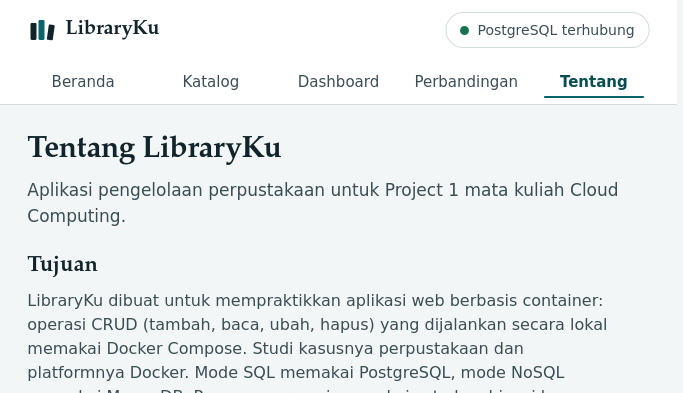 LibraryKu
PostgreSQL terhubung
Beranda
Katalog
Dashboard
Perbandingan
Tentang
Tentang LibraryKu
Aplikasi pengelolaan perpustakaan untuk Project 1 mata kuliah Cloud
Computing.
Tujuan
LibraryKu dibuat untuk mempraktikkan aplikasi web berbasis container:
operasi CRUD (tambah, baca, ubah, hapus) yang dijalankan secara lokal
memakai Docker Compose. Studi kasusnya perpustakaan dan
platformnya Docker. Mode SQL memakai PostgreSQL, mode NoSQL